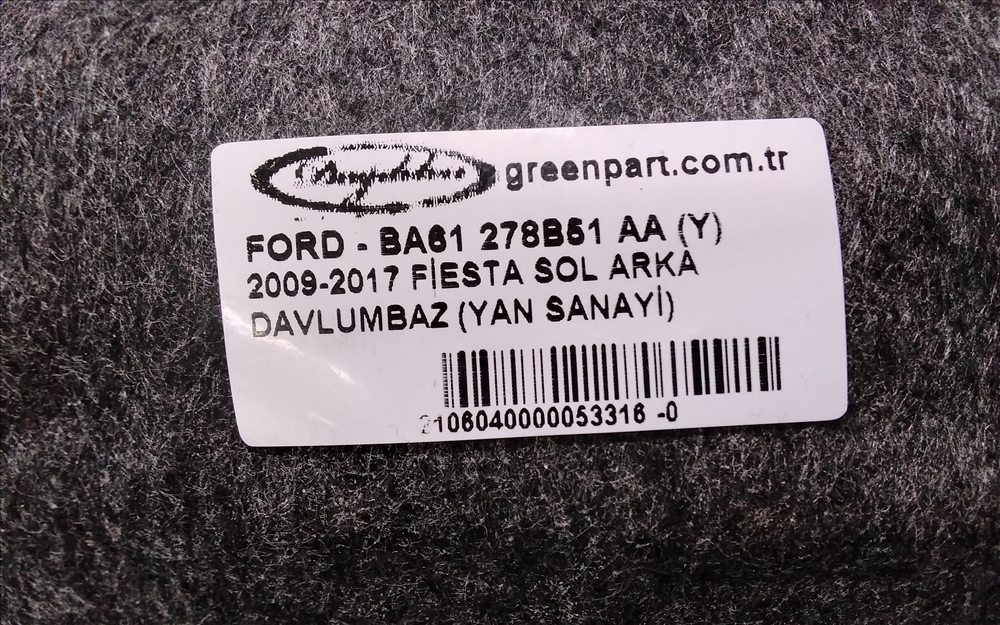 greenpart.com.tr
FORD - BA61 278B51 AA (Y)
2009-2017 FİESTA SOL ARKA
DAVLUMBAZ (YAN SANAYİ)
2106040000053316 -0